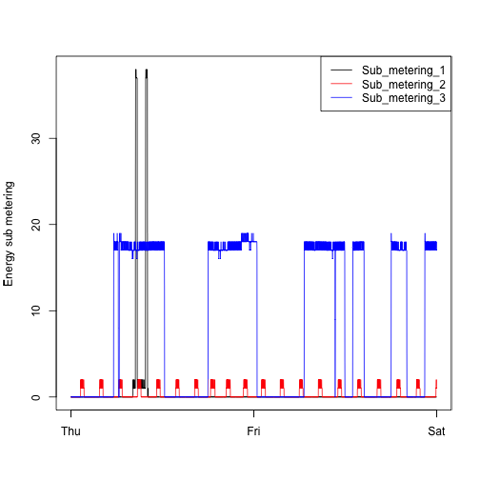 Sub_metering_1
Sub_metering_2
Sub_metering_3
Energy sub metering
30
20
10
0
Thu Fri Sat